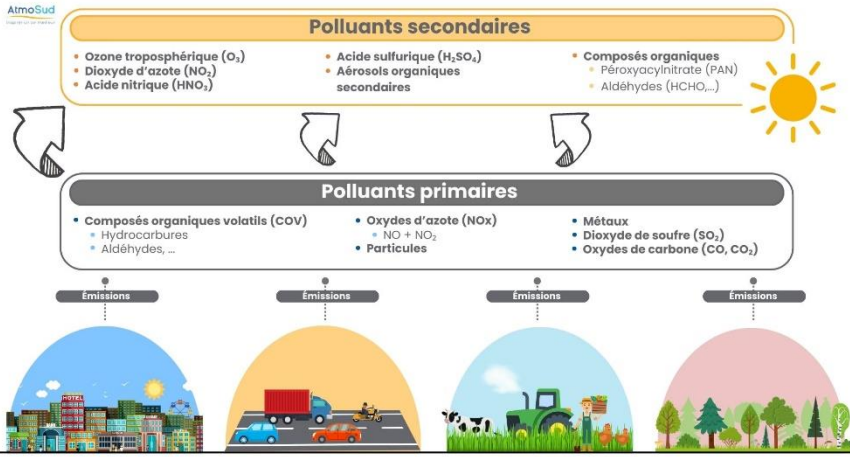 AtmoSud
Polluants secondaires
• Ozone troposphérique (O₃)
• Dioxyde d'azote (NO₂)
• Acide nitrique (HNO₃)
• Acide sulfurique (H₂SO₄)
• Aérosols organiques
secondaires
• Composés organiques
• Péroxyacylnitrate (PAN)
• Aldéhydes (HCHO,...)
Polluants primaires
• Composés organiques volatils (COV)
• Hydrocarbures
• Aldéhydes, ...
• Oxydes d'azote (NOx)
• NO + NO₂
• Particules
• Métaux
• Dioxyde de soufre (SO₂)
• Oxydes de carbone (CO, CO₂)
Émissions
Émissions
Émissions
Émissions
HOTEL